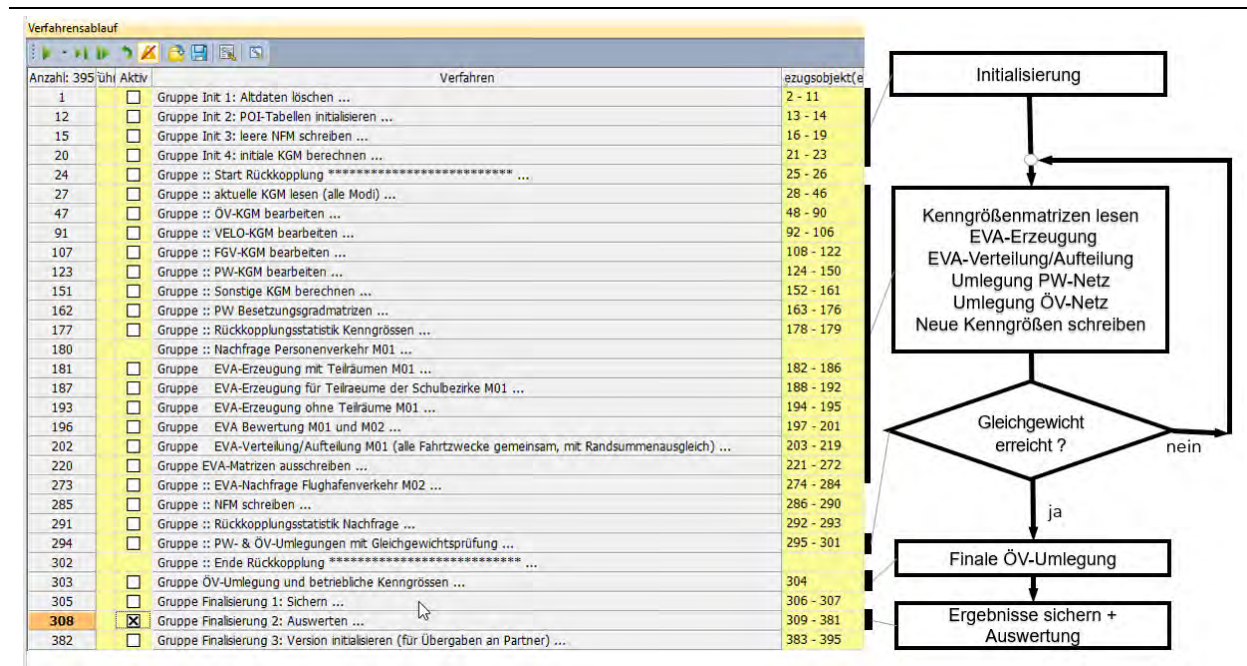 Verfahrensablauf
Anzahl: 395 ühr Aktiv Verfahren ezugsobjekt(e
1 Gruppe Init 1: Altdaten löschen ... 2 - 11
12 Gruppe Init 2: POI-Tabellen initialisieren ... 13 - 14
15 Gruppe Init 3: leere NFM schreiben ... 16 - 19
20 Gruppe Init 4: initiale KGM berechnen ... 21 - 23
24 Gruppe :: Start Rückkopplung ************************** ... 25 - 26
27 Gruppe :: aktuelle KGM lesen (alle Modi) ... 28 - 46
47 Gruppe :: ÖV-KGM bearbeiten ... 48 - 90
91 Gruppe :: VELO-KGM bearbeiten ... 92 - 106
107 Gruppe :: FGV-KGM bearbeiten ... 108 - 122
123 Gruppe :: PW-KGM bearbeiten ... 124 - 150
151 Gruppe :: Sonstige KGM berechnen ... 152 - 161
162 Gruppe :: PW Besetzungsgradmatrizen ... 163 - 176
177 Gruppe :: Rückkopplungsstatistik Kenngrössen ... 178 - 179
180 Gruppe :: Nachfrage Personenverkehr M01 ...
181 Gruppe EVA-Erzeugung mit Teilräumen M01 ... 182 - 186
187 Gruppe EVA-Erzeugung für Teilraeume der Schulbezirke M01 ... 188 - 192
193 Gruppe EVA-Erzeugung ohne Teilräume M01 ... 194 - 195
196 Gruppe EVA Bewertung M01 und M02 ... 197 - 201
202 Gruppe EVA-Verteilung/Aufteilung M01 (alle Fahrtzwecke gemeinsam, mit Randsummenausgleich) ... 203 - 219
220 Gruppe EVA-Matrizen ausschreiben ... 221 - 272
273 Gruppe :: EVA-Nachfrage Flughafenverkehr M02 ... 274 - 284
285 Gruppe :: NFM schreiben ... 286 - 290
291 Gruppe :: Rückkopplungsstatistik Nachfrage ... 292 - 293
294 Gruppe :: PW- & ÖV-Umlegungen mit Gleichgewichtsprüfung ... 295 - 301
302 Gruppe :: Ende Rückkopplung *************************** ...
303 Gruppe ÖV-Umlegung und betriebliche Kenngrössen ... 304
305 Gruppe Finalisierung 1: Sichern ... 306 - 307
308 Gruppe Finalisierung 2: Auswerten ... 309 - 381
382 Gruppe Finalisierung 3: Version initialisieren (für Übergaben an Partner) ... 383 - 395
Initialisierung
Kenngrößenmatrizen lesen
EVA-Erzeugung
EVA-Verteilung/Aufteilung
Umlegung PW-Netz
Umlegung ÖV-Netz
Neue Kenngrößen schreiben
Gleichgewicht
erreicht ?
nein
ja
Finale ÖV-Umlegung
Ergebnisse sichern +
Auswertung